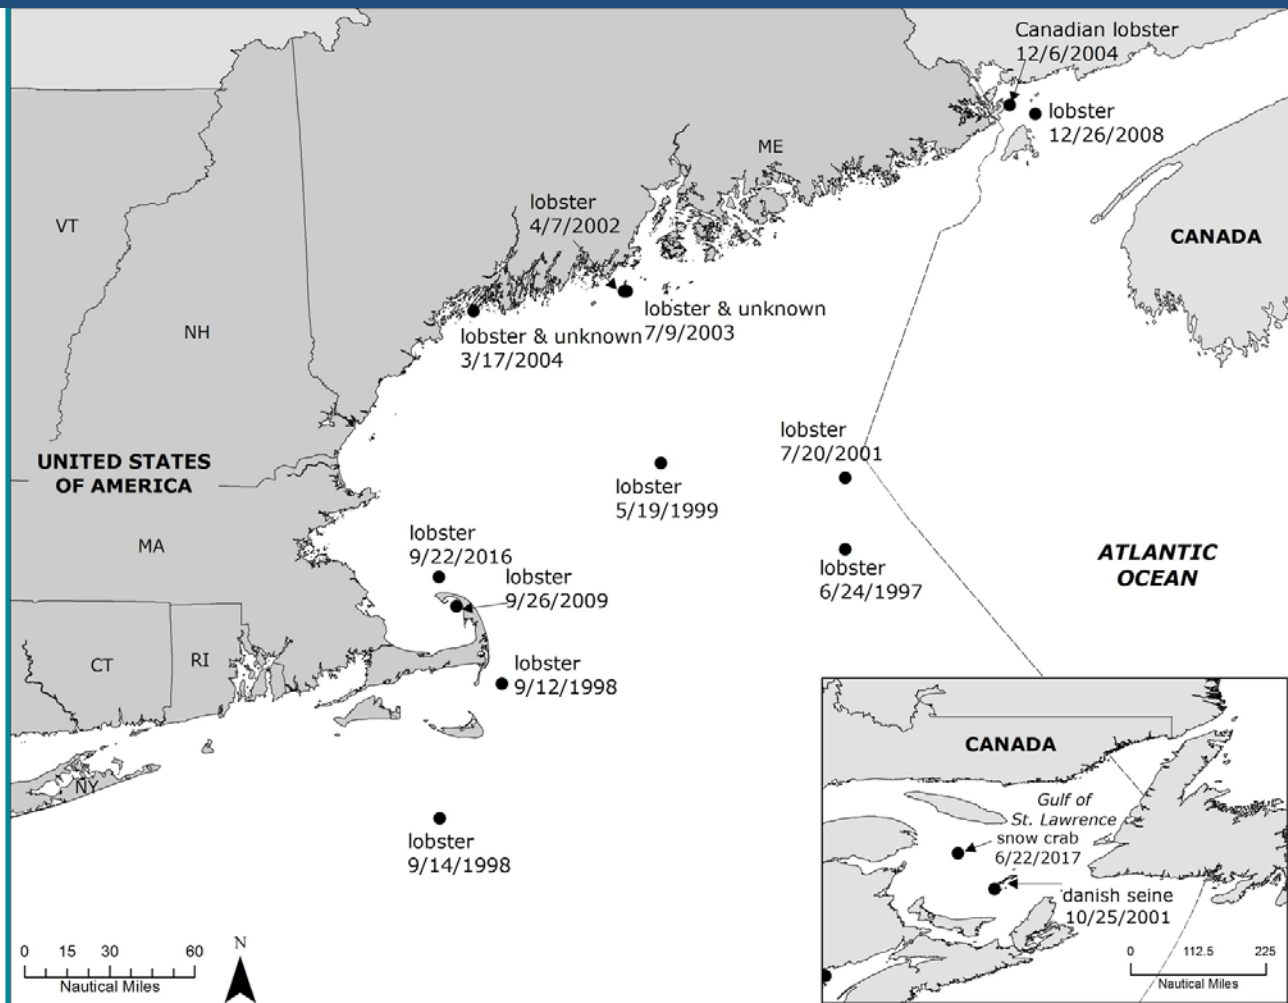 Canadian lobster
12/6/2004
lobster
12/26/2008
ME
lobster
4/7/2002
VT
CANADA
NH
lobster & unknown
7/9/2003
lobster & unknown
3/17/2004
lobster
7/20/2001
UNITED STATES
OF AMERICA
lobster
5/19/1999
lobster
9/22/2016
MA
ATLANTIC
OCEAN
lobster
6/24/1997
lobster
9/26/2009
CT
RI
lobster
9/12/1998
NY
lobster
9/14/1998
CANADA
Gulf of
St. Lawrence
snow crab
6/22/2017
danish seine
10/25/2001
0 15 30 60
Nautical Miles
N
0 112.5 225
Nautical Miles